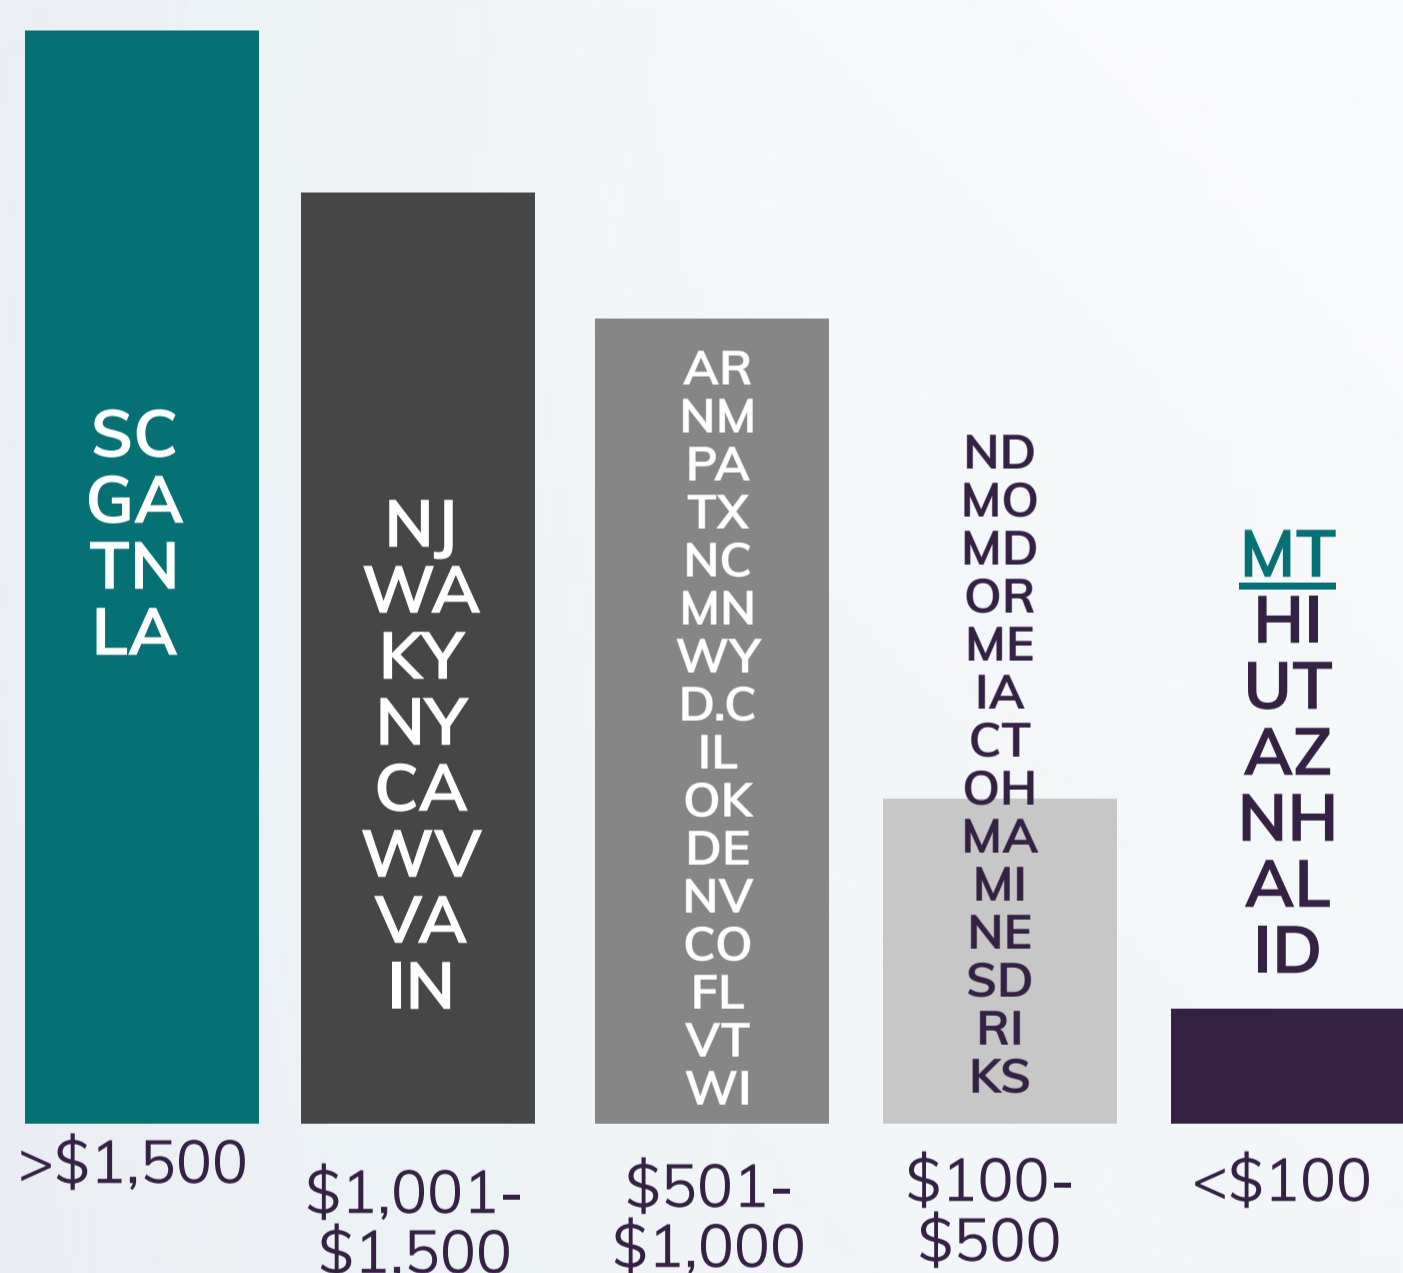 SC
GA
TN
LA
>$1,500
NJ
WA
KY
NY
CA
WV
VA
IN
$1,001-
$1,500
AR
NM
PA
TX
NC
MN
WY
D.C
IL
OK
DE
NV
CO
FL
VT
WI
$501-
$1,000
ND
MO
MD
OR
ME
IA
CT
OH
MA
MI
NE
SD
RI
KS
$100-
$500
MT
HI
UT
AZ
NH
AL
ID
<$100